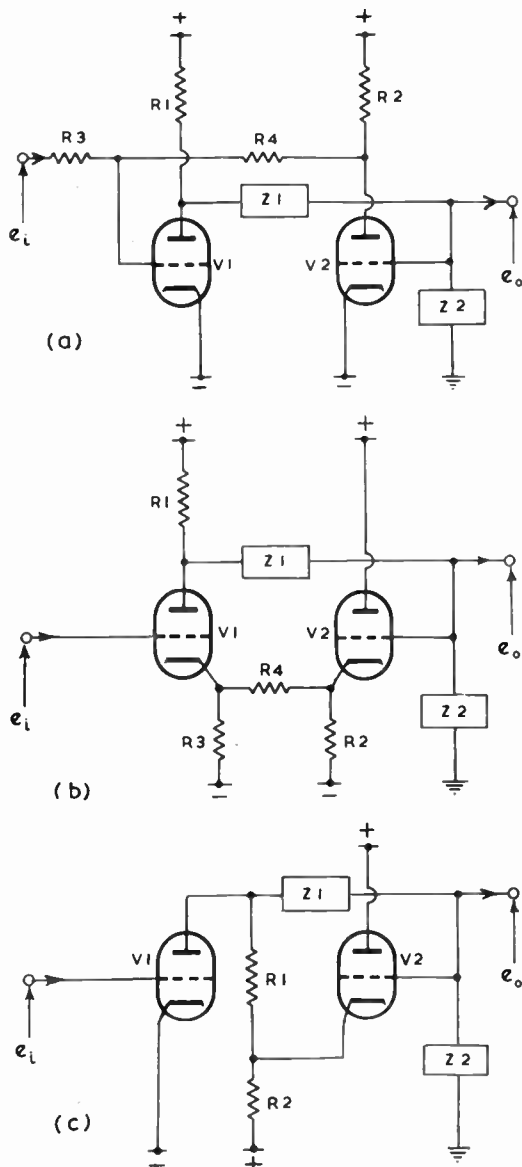 + +
R1 R2
R3 R4
Z1
eᵢ V1 V2 eₒ
Z2
(a)
− −
+ +
R1
Z1
V1 V2
eᵢ R4 eₒ
R3 R2 Z2
(b)
− −
+
Z1
V1 V2
R1
eᵢ eₒ
Z2
R2
(c)
− +